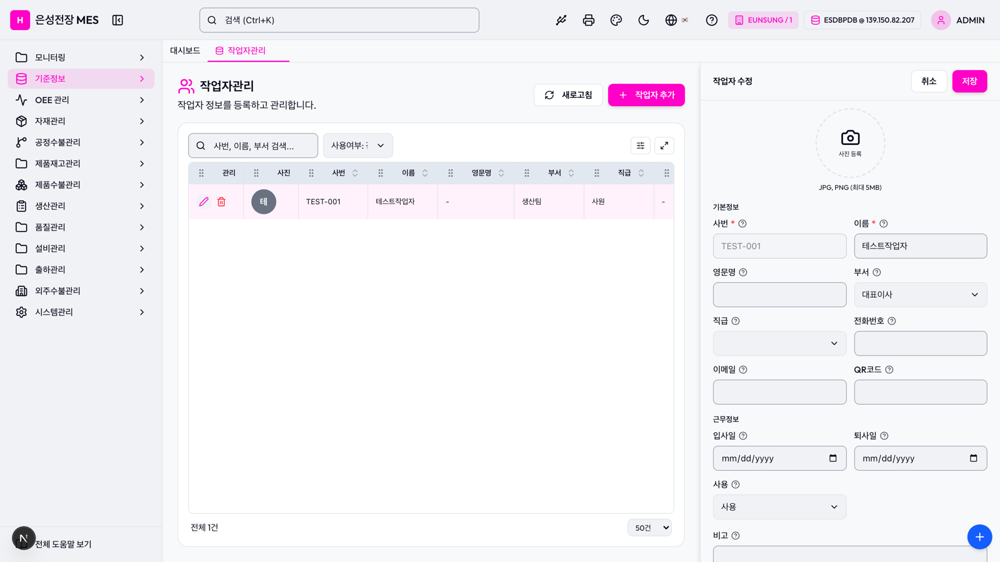 H 은성전장 MES
검색 (Ctrl+K)
EUNSUNG / 1
ESDBPDB @ 139.150.82.207
ADMIN
모니터링
기준정보
OEE 관리
자재관리
공정수불관리
제품재고관리
제품수불관리
생산관리
품질관리
설비관리
출하관리
외주수불관리
시스템관리
N
전체 도움말 보기
대시보드
작업자관리
작업자관리
작업자 정보를 등록하고 관리합니다.
새로고침
작업자 추가
사번, 이름, 부서 검색...
사용여부:
관리 사진 사번 이름 영문명 부서 직급
테 TEST-001 테스트작업자 - 생산팀 사원 -
전체 1건
50건
작업자 수정
취소
저장
사진 등록
JPG, PNG (최대 5MB)
기본정보
사번 * 이름 *
TEST-001 테스트작업자
영문명 부서
대표이사
직급 전화번호
이메일 QR코드
근무정보
입사일 퇴사일
mm/dd/yyyy mm/dd/yyyy
사용
사용
비고